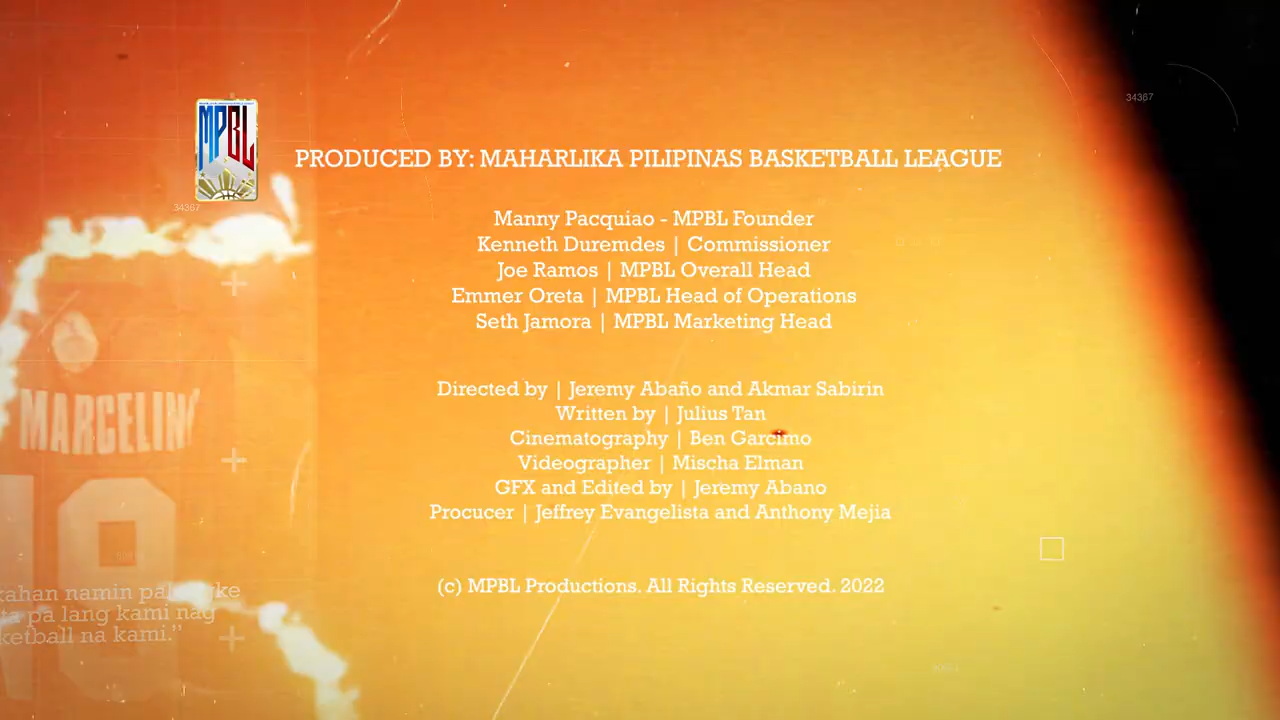 MPBL
34367
PRODUCED BY: MAHARLIKA PILIPINAS BASKETBALL LEAGUE
34367
Manny Pacquiao - MPBL Founder
Kenneth Duremdes | Commissioner
Joe Ramos | MPBL Overall Head
Emmer Oreta | MPBL Head of Operations
Seth Jamora | MPBL Marketing Head
Directed by | Jeremy Abaño and Akmar Sabirin
Written by | Julius Tan
Cinematography | Ben Garcimo
Videographer | Mischa Elman
GFX and Edited by | Jeremy Abano
Procucer | Jeffrey Evangelista and Anthony Mejia
(c) MPBL Productions. All Rights Reserved. 2022
MARCELIN
namin
pa lang kami nag
na kami.”